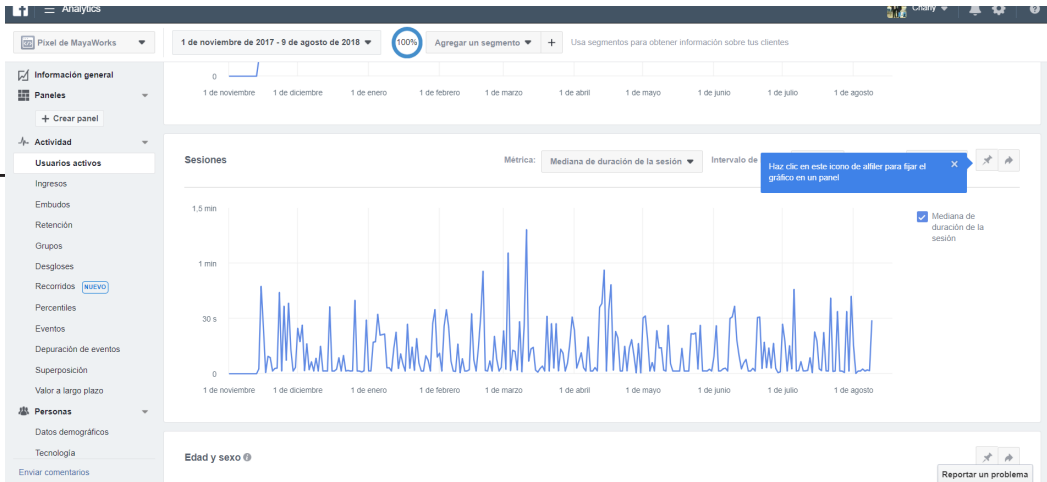 Analytics
Charly
Pixel de MayaWorks
1 de noviembre de 2017 - 9 de agosto de 2018
100%
Agregar un segmento
+
Usa segmentos para obtener información sobre tus clientes
Información general
Paneles
+ Crear panel
Actividad
Usuarios activos
Ingresos
Embudos
Retención
Grupos
Desgloses
Recorridos NUEVO
Percentiles
Eventos
Depuración de eventos
Superposición
Valor a largo plazo
Personas
Datos demográficos
Tecnología
Enviar comentarios
0
1 de noviembre 1 de diciembre 1 de enero 1 de febrero 1 de marzo 1 de abril 1 de mayo 1 de junio 1 de julio 1 de agosto
Sesiones
Métrica:
Mediana de duración de la sesión
Intervalo de
Haz clic en este icono de alfiler para fijar el
gráfico en un panel
1,5 min
1 min
30 s
0
1 de noviembre 1 de diciembre 1 de enero 1 de febrero 1 de marzo 1 de abril 1 de mayo 1 de junio 1 de julio 1 de agosto
Mediana de
duración de la
sesión
Edad y sexo
Reportar un problema